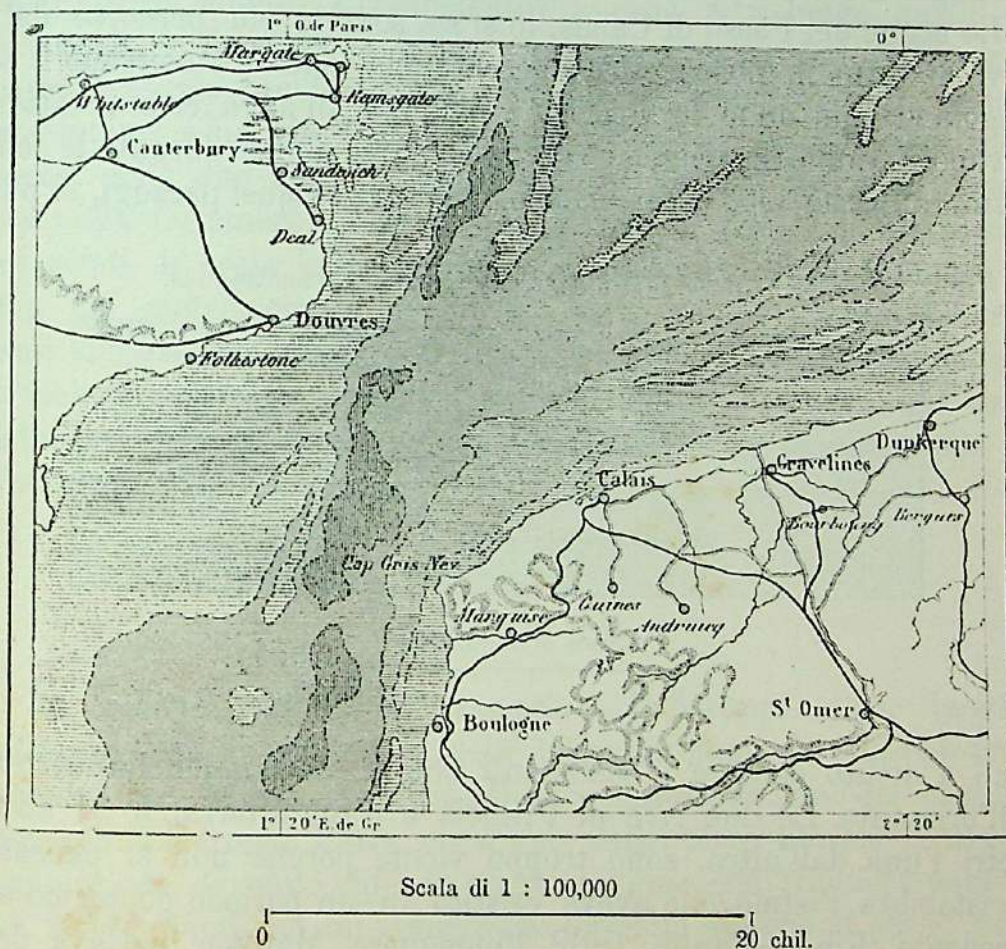 1° O. de Paris
0°
Margate
Whitstable
Ramsgate
Canterbury
Sandwich
Deal
Douvres
Folkestone
Dunkerque
Gravelines
Calais
Bourbourg
Bergues
Cap Gris Nez
Guines
Marquise
Andruicq
St Omer
Boulogne
1° 20' E. de Gr
2° 20'
Scala di 1 : 100,000
0
20 chil.